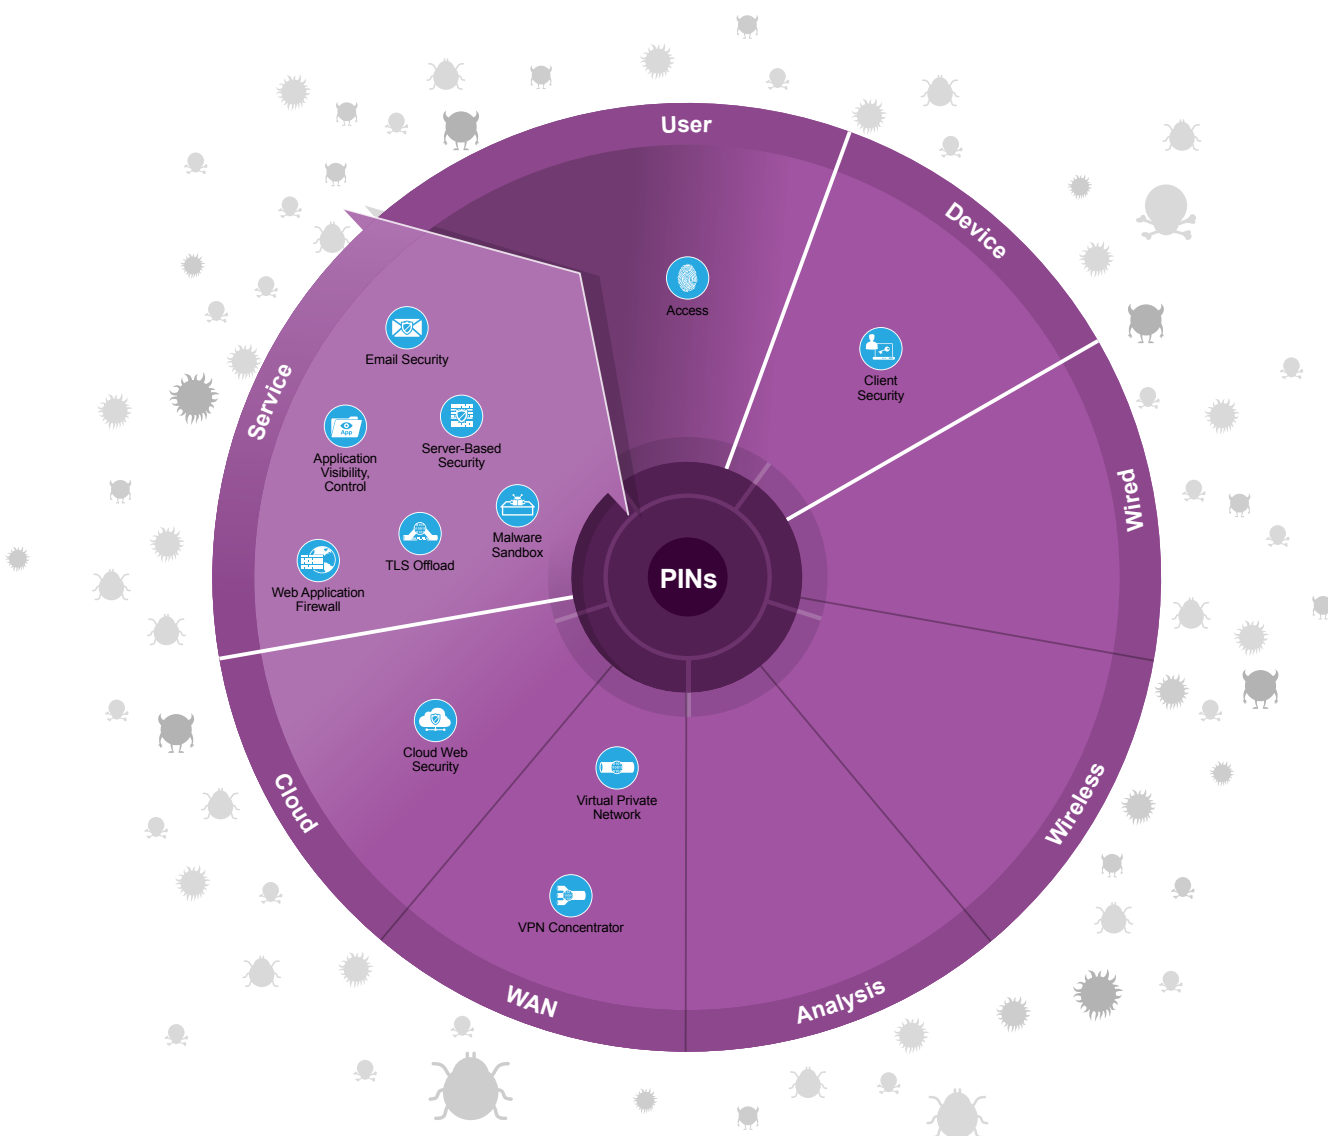 User
Device
Wired
Wireless
Analysis
WAN
Cloud
Service
PINs
Access
Client
Security
Email Security
Server-Based
Security
Application
Visibility,
Control
App
Malware
Sandbox
TLS Offload
Web Application
Firewall
Cloud Web
Security
Virtual Private
Network
VPN Concentrator